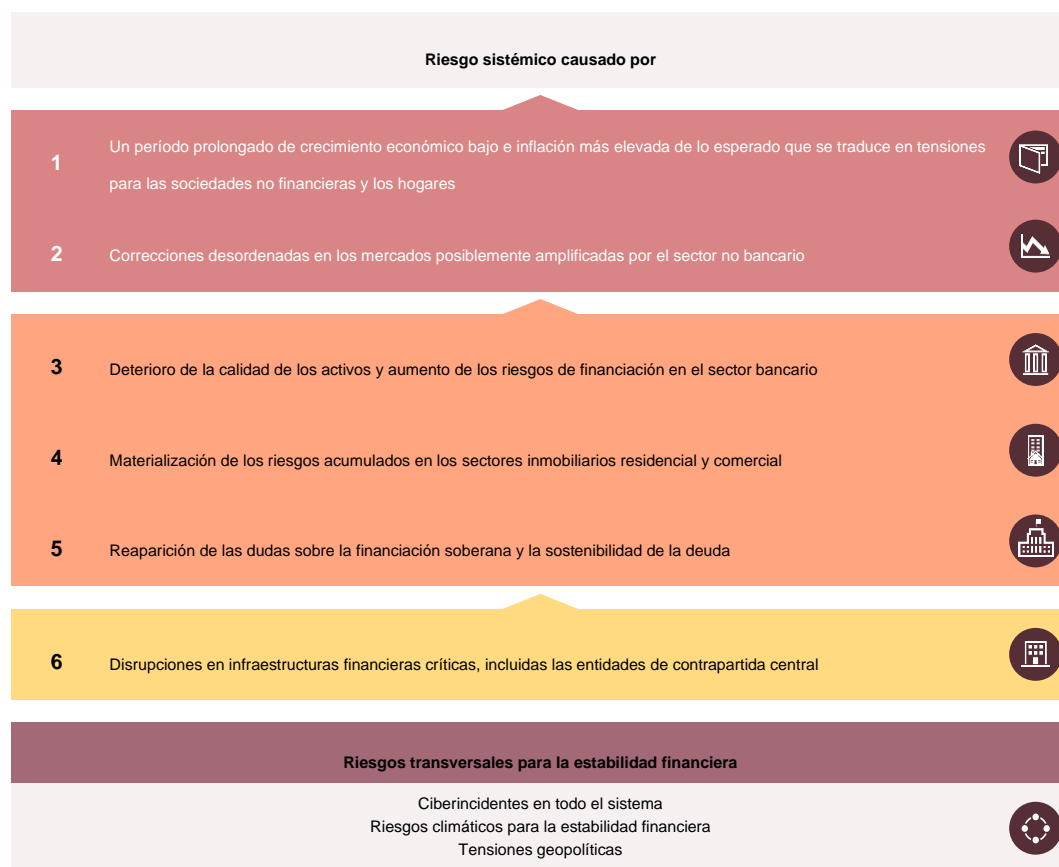 Riesgo sistémico causado por
1
Un período prolongado de crecimiento económico bajo e inflación más elevada de lo esperado que se traduce en tensiones
para las sociedades no financieras y los hogares
2
Correcciones desordenadas en los mercados posiblemente amplificadas por el sector no bancario
3
Deterioro de la calidad de los activos y aumento de los riesgos de financiación en el sector bancario
4
Materialización de los riesgos acumulados en los sectores inmobiliarios residencial y comercial
5
Reaparición de las dudas sobre la financiación soberana y la sostenibilidad de la deuda
6
Disrupciones en infraestructuras financieras críticas, incluidas las entidades de contrapartida central
Riesgos transversales para la estabilidad financiera
Ciberincidentes en todo el sistema
Riesgos climáticos para la estabilidad financiera
Tensiones geopolíticas